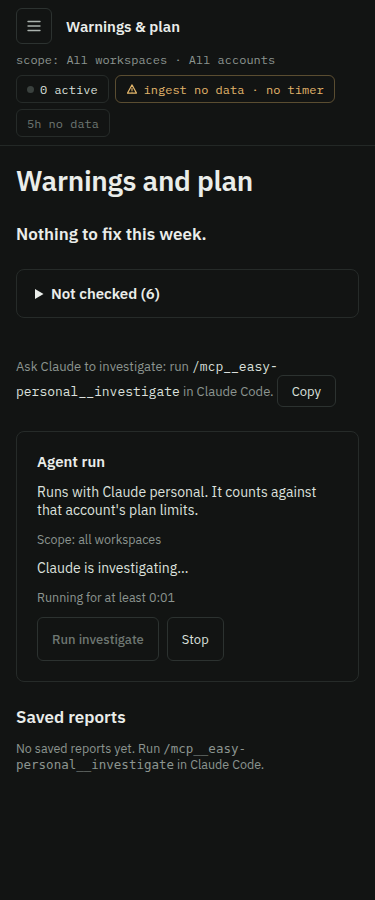 Warnings & plan
scope: All workspaces · All accounts
0 active
ingest no data · no timer
5h no data
Warnings and plan
Nothing to fix this week.
Not checked (6)
Ask Claude to investigate: run /mcp__easy-
personal__investigate in Claude Code. Copy
Agent run
Runs with Claude personal. It counts against
that account's plan limits.
Scope: all workspaces
Claude is investigating…
Running for at least 0:01
Run investigate
Stop
Saved reports
No saved reports yet. Run /mcp__easy-
personal__investigate in Claude Code.